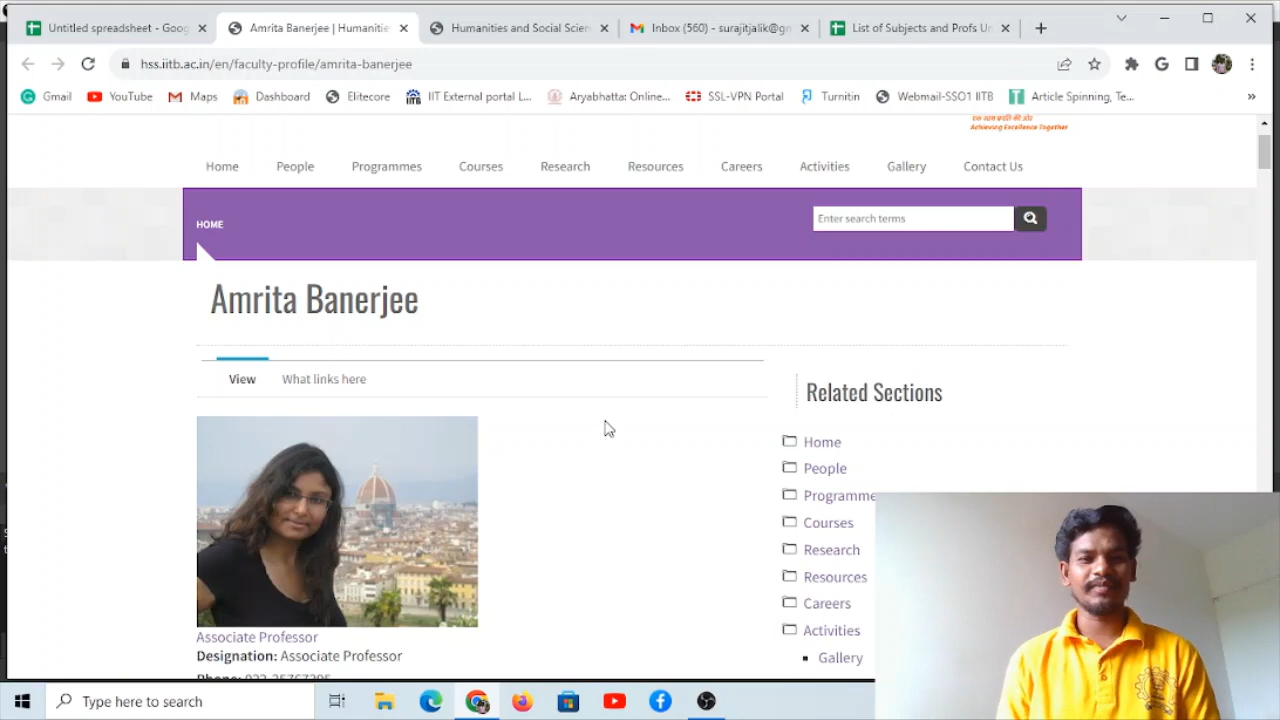 Untitled spreadsheet - Goog
Amrita Banerjee | Humanitie
Humanities and Social Scien
Inbox (560) - surajitjalik@gm
List of Subjects and Profs Ur
hss.iitb.ac.in/en/faculty-profile/amrita-banerjee
Gmail
YouTube
Maps
Dashboard
Elitecore
IIT External portal L...
Aryabhatta: Online...
SSL-VPN Portal
Turnitin
Webmail-SSO1 IITB
Article Spinning, Te...
»
Achieving Excellence Together
Home
People
Programmes
Courses
Research
Resources
Careers
Activities
Gallery
Contact Us
HOME
Enter search terms
Amrita Banerjee
View
What links here
Related Sections
Home
People
Programme
Courses
Research
Resources
Careers
Activities
Gallery
Associate Professor
Designation: Associate Professor
Type here to search